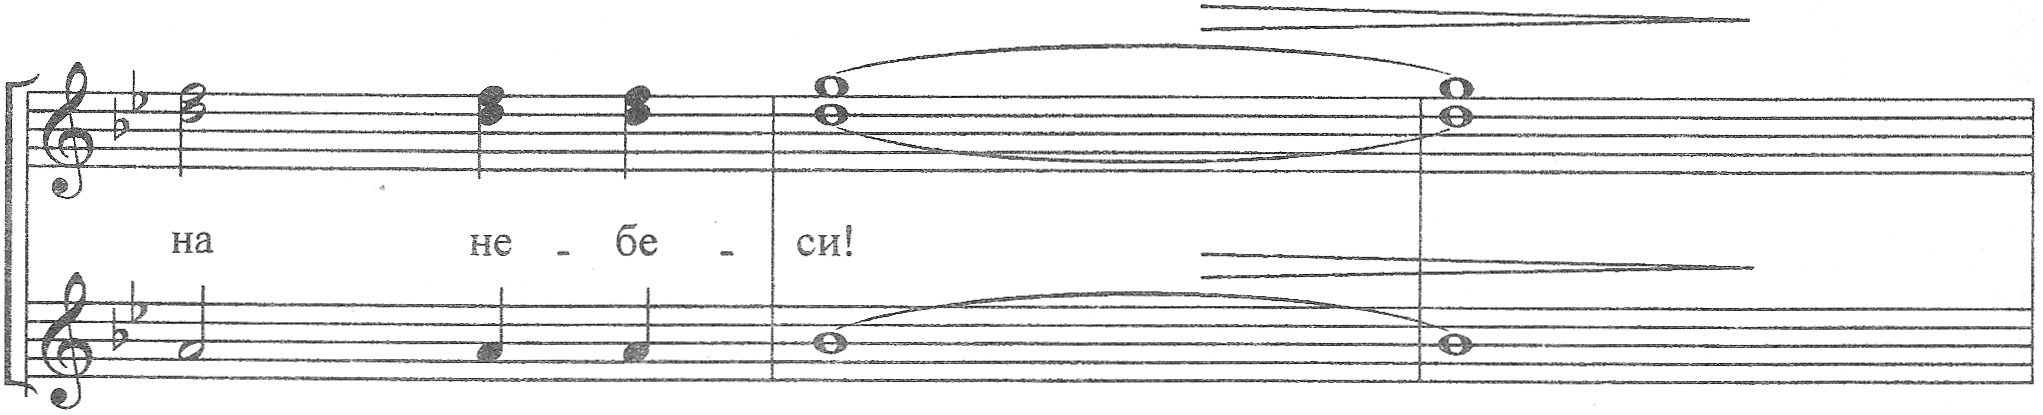 на не - бе - си!